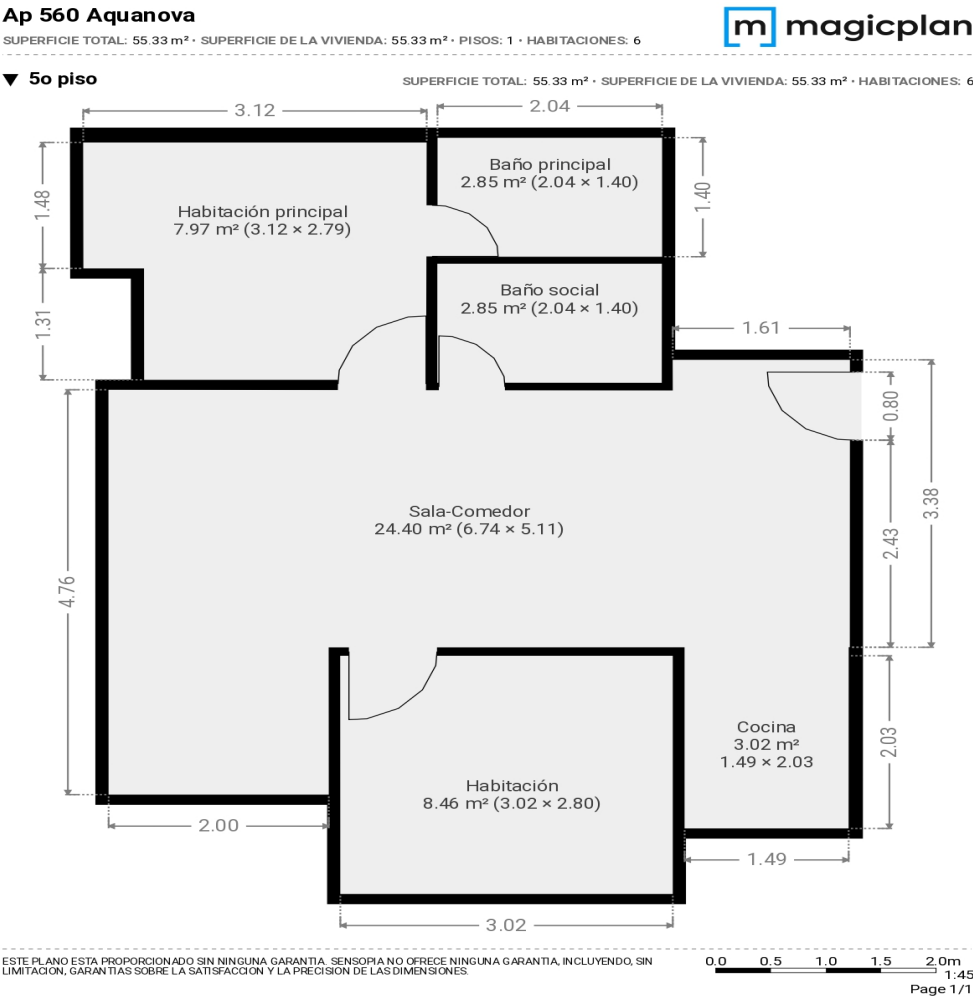 Ap 560 Aquanova
SUPERFICIE TOTAL: 55.33 m² • SUPERFICIE DE LA VIVIENDA: 55.33 m² • PISOS: 1 • HABITACIONES: 6
magicplan
5o piso
SUPERFICIE TOTAL: 55.33 m² • SUPERFICIE DE LA VIVIENDA: 55.33 m² • HABITACIONES: 6
3.12
2.04
Baño principal
2.85 m² (2.04 × 1.40)
1.48
1.40
Habitación principal
7.97 m² (3.12 × 2.79)
Baño social
2.85 m² (2.04 × 1.40)
1.31
1.61
0.80
3.38
Sala-Comedor
24.40 m² (6.74 × 5.11)
2.43
4.76
Cocina
3.02 m²
1.49 × 2.03
2.03
Habitación
8.46 m² (3.02 × 2.80)
2.00
1.49
3.02
ESTE PLANO ESTA PROPORCIONADO SIN NINGUNA GARANTIA. SENSOPIA NO OFRECE NINGUNA GARANTIA, INCLUYENDO, SIN
LIMITACION, GARANTIAS SOBRE LA SATISFACCION Y LA PRECISION DE LAS DIMENSIONES.
0.0 0.5 1.0 1.5 2.0m
1:45
Page 1/1